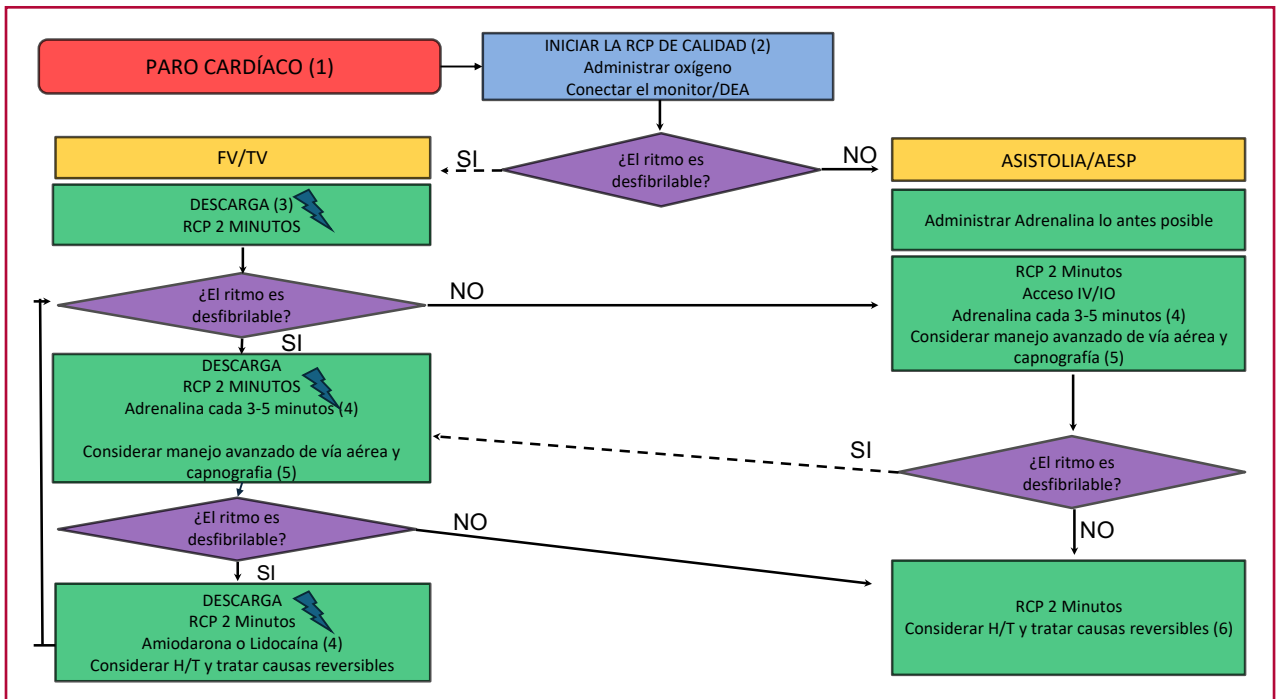 PARO CARDÍACO (1)
INICIAR LA RCP DE CALIDAD (2)
Administrar oxígeno
Conectar el monitor/DEA
¿El ritmo es
desfibrilable?
SI
NO
FV/TV
ASISTOLIA/AESP
DESCARGA (3)
RCP 2 MINUTOS
Administrar Adrenalina lo antes posible
¿El ritmo es
desfibrilable?
NO
SI
RCP 2 Minutos
Acceso IV/IO
Adrenalina cada 3-5 minutos (4)
Considerar manejo avanzado de vía aérea y
capnografía (5)
DESCARGA
RCP 2 MINUTOS
Adrenalina cada 3-5 minutos (4)
Considerar manejo avanzado de vía aérea y
capnografia (5)
SI
¿El ritmo es
desfibrilable?
NO
¿El ritmo es
desfibrilable?
NO
SI
DESCARGA
RCP 2 Minutos
Amiodarona o Lidocaína (4)
Considerar H/T y tratar causas reversibles
RCP 2 Minutos
Considerar H/T y tratar causas reversibles (6)